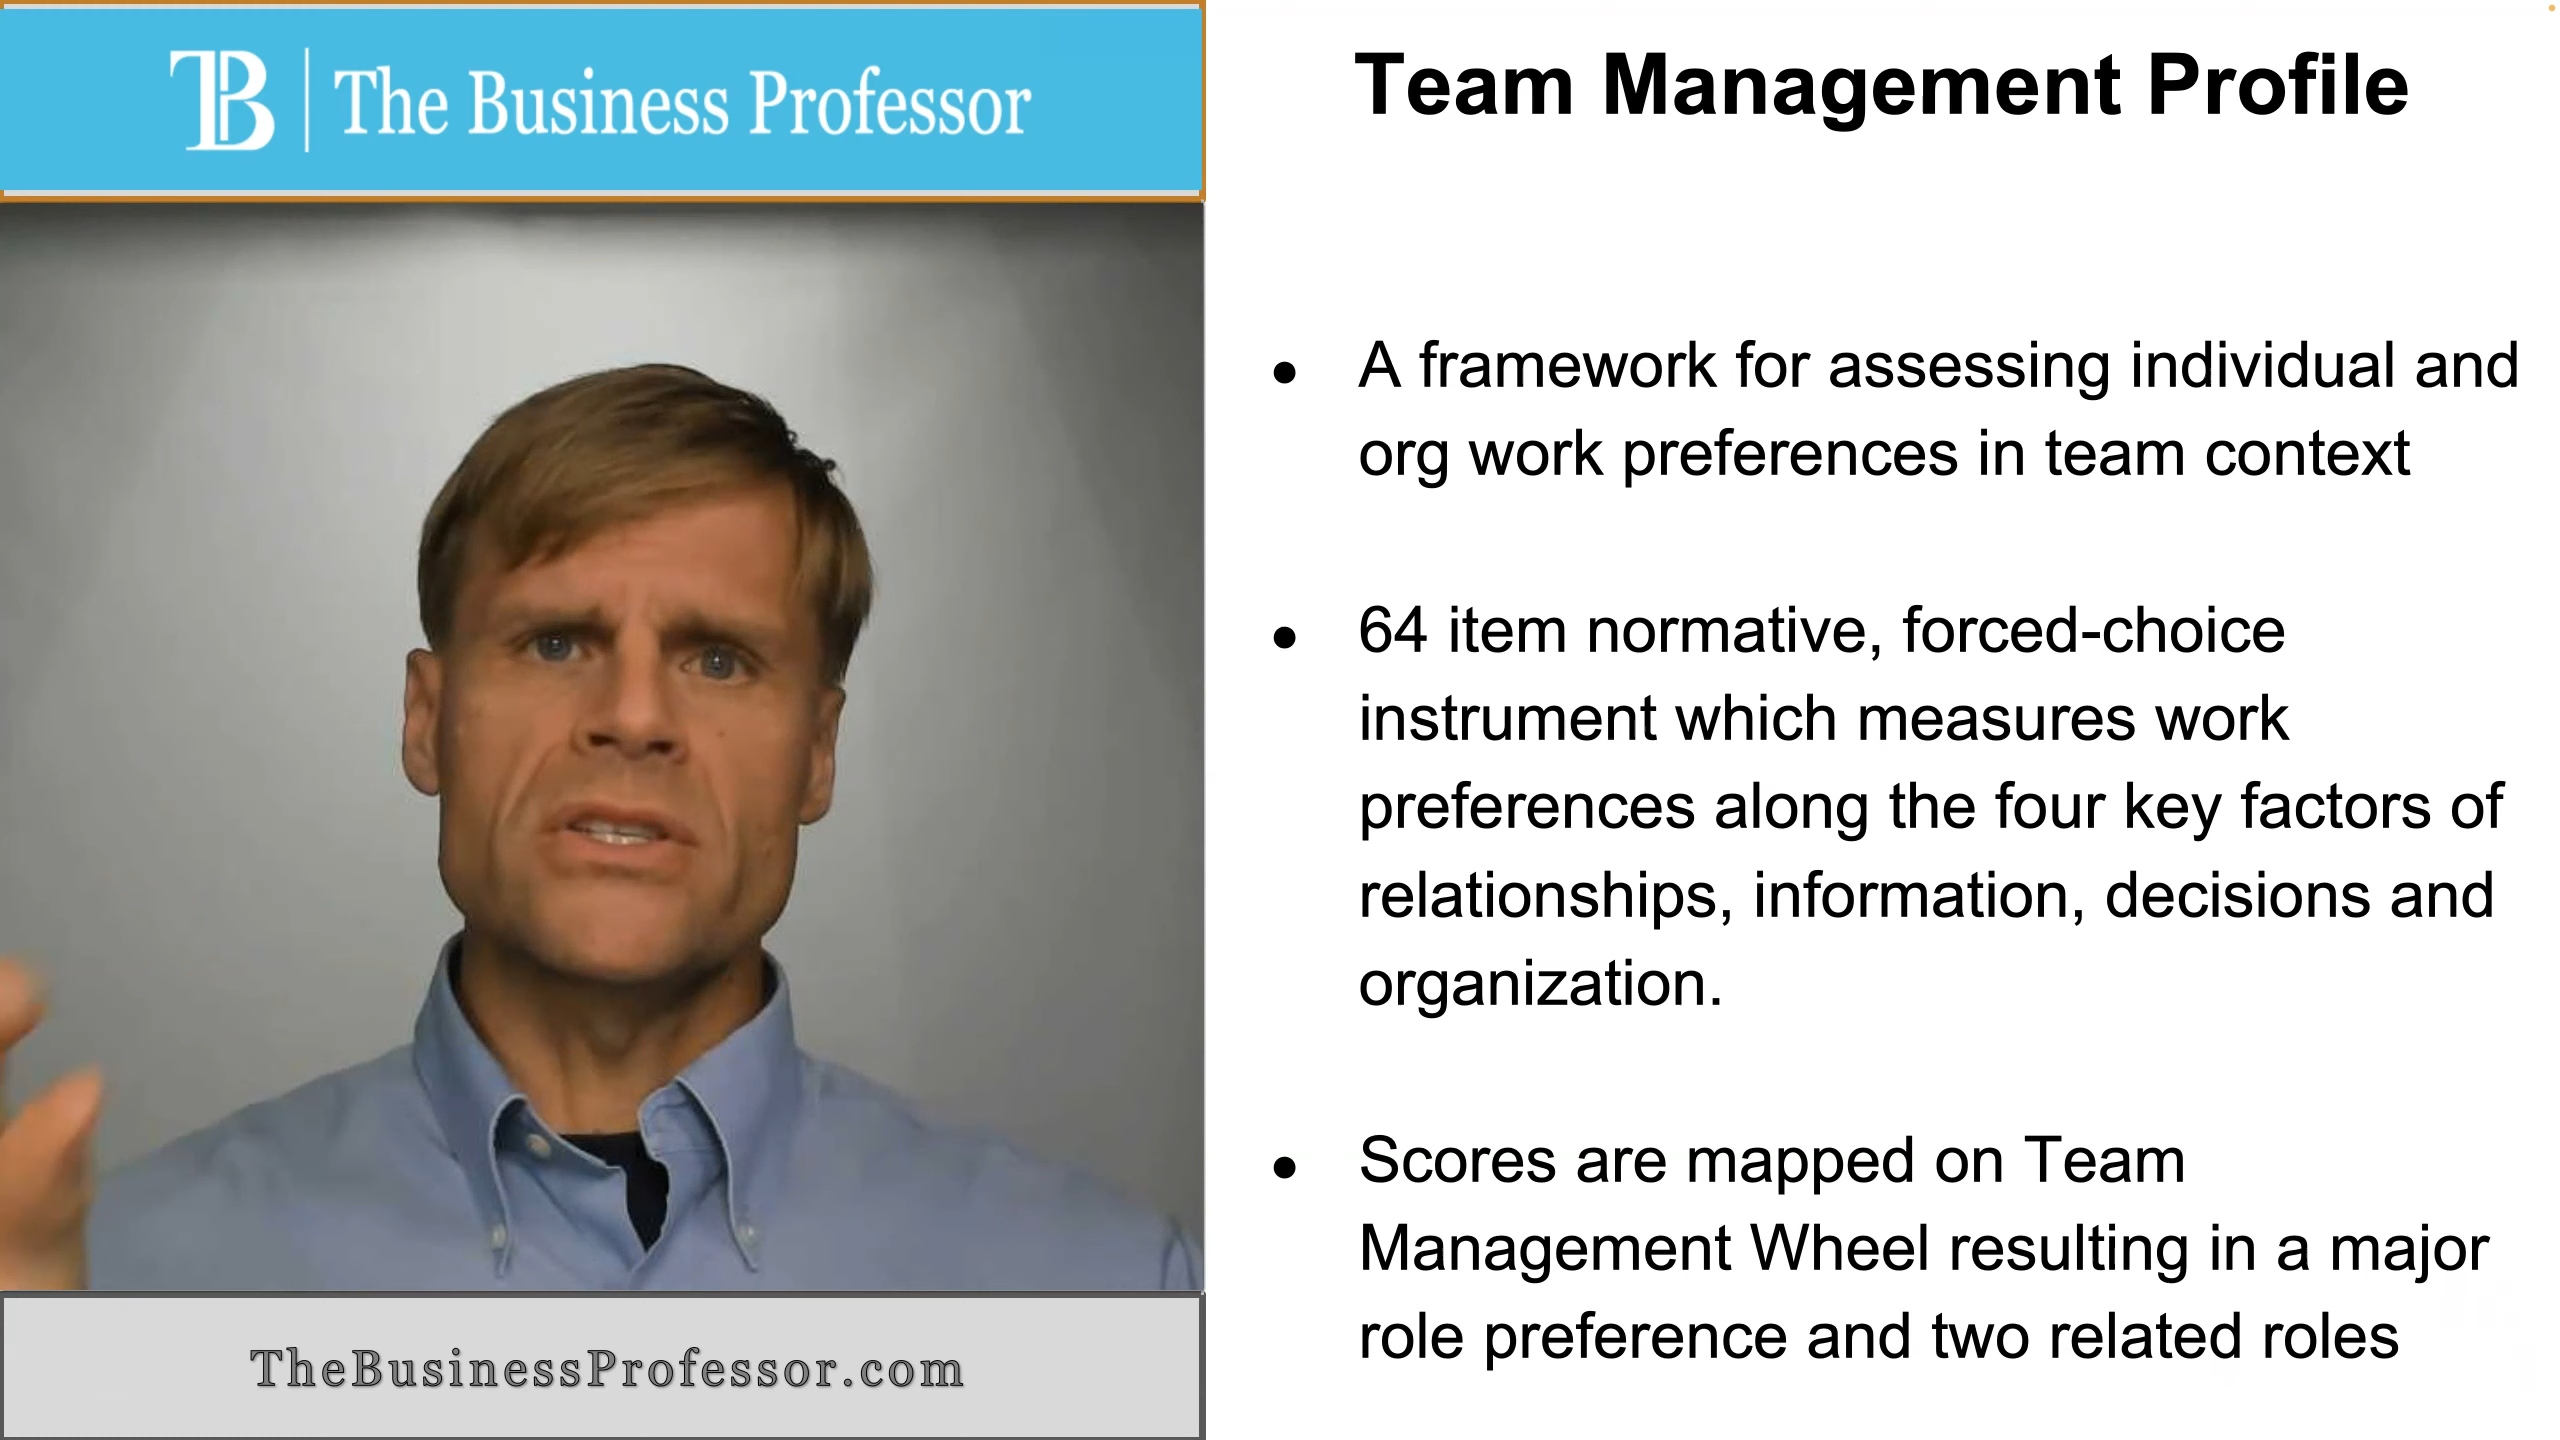 TB
The Business Professor
Team Management Profile
● A framework for assessing individual and
org work preferences in team context
● 64 item normative, forced-choice
instrument which measures work
preferences along the four key factors of
relationships, information, decisions and
organization.
● Scores are mapped on Team
Management Wheel resulting in a major
role preference and two related roles
TheBusinessProfessor.com